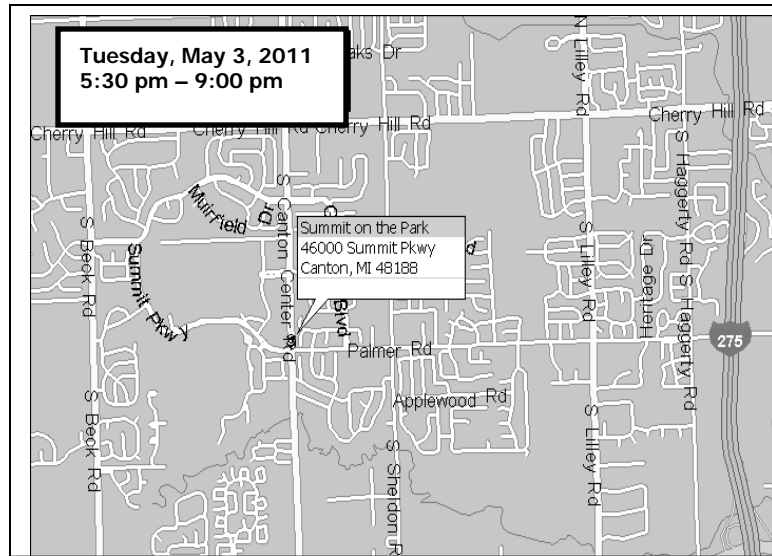 Tuesday, May 3, 2011
5:30 pm – 9:00 pm
aks Dr
N Lilley Rd
Cherry Hill Rd
Cherry Hill Rd
Cherry Hill Rd
Cherry Hill Rd
S Haggerty Rd
S Haggerty Rd
S Canton Center Rd
Muirfield Dr
Summit on the Park
46000 Summit Pkwy
Canton, MI 48188
Blvd
S Beck Rd
Summit Pkwy
S Lilley Rd
Heritage Dr
275
Palmer Rd
Applewood Rd
S Beck Rd
S Sheldon R
S Lilley Rd